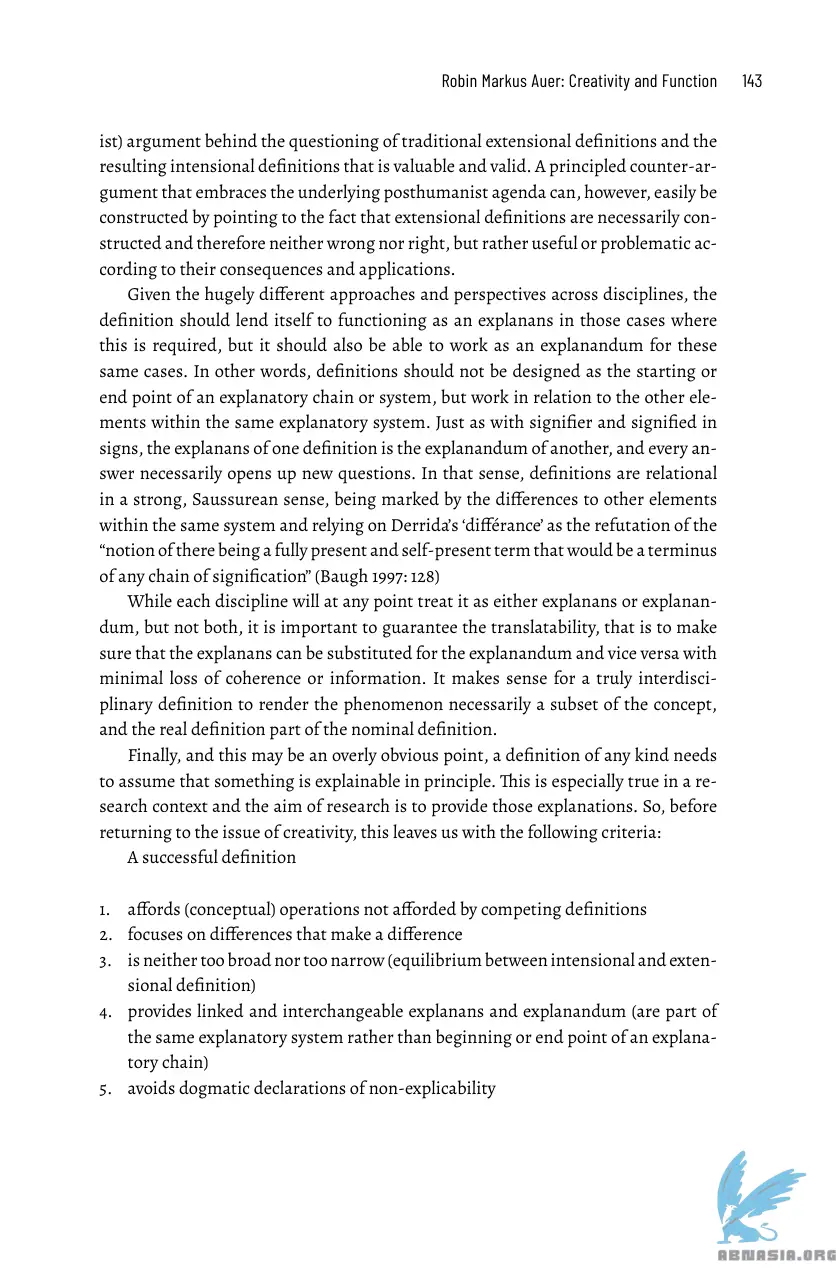 Robin Markus Auer: Creativity and Function 143
ist) argument behind the questioning of traditional extensional definitions and the
resulting intensional definitions that is valuable and valid. A principled counter-ar-
gument that embraces the underlying posthumanist agenda can, however, easily be
constructed by pointing to the fact that extensional definitions are necessarily con-
structed and therefore neither wrong nor right, but rather useful or problematic ac-
cording to their consequences and applications.
Given the hugely different approaches and perspectives across disciplines, the
definition should lend itself to functioning as an explanans in those cases where
this is required, but it should also be able to work as an explanandum for these
same cases. In other words, definitions should not be designed as the starting or
end point of an explanatory chain or system, but work in relation to the other ele-
ments within the same explanatory system. Just as with signifier and signified in
signs, the explanans of one definition is the explanandum of another, and every an-
swer necessarily opens up new questions. In that sense, definitions are relational
in a strong, Saussurean sense, being marked by the differences to other elements
within the same system and relying on Derrida’s ‘différance’ as the refutation of the
“notion of there being a fully present and self-present term that would be a terminus
of any chain of signification” (Baugh 1997: 128)
While each discipline will at any point treat it as either explanans or explanan-
dum, but not both, it is important to guarantee the translatability, that is to make
sure that the explanans can be substituted for the explanandum and vice versa with
minimal loss of coherence or information. It makes sense for a truly interdisci-
plinary definition to render the phenomenon necessarily a subset of the concept,
and the real definition part of the nominal definition.
Finally, and this may be an overly obvious point, a definition of any kind needs
to assume that something is explainable in principle. This is especially true in a re-
search context and the aim of research is to provide those explanations. So, before
returning to the issue of creativity, this leaves us with the following criteria:
A successful definition
1. affords (conceptual) operations not afforded by competing definitions
2. focuses on differences that make a difference
3. is neither too broad nor too narrow (equilibrium between intensional and exten-
sional definition)
4. provides linked and interchangeable explanans and explanandum (are part of
the same explanatory system rather than beginning or end point of an explana-
tory chain)
5. avoids dogmatic declarations of non-explicability
ABNASIA.ORG